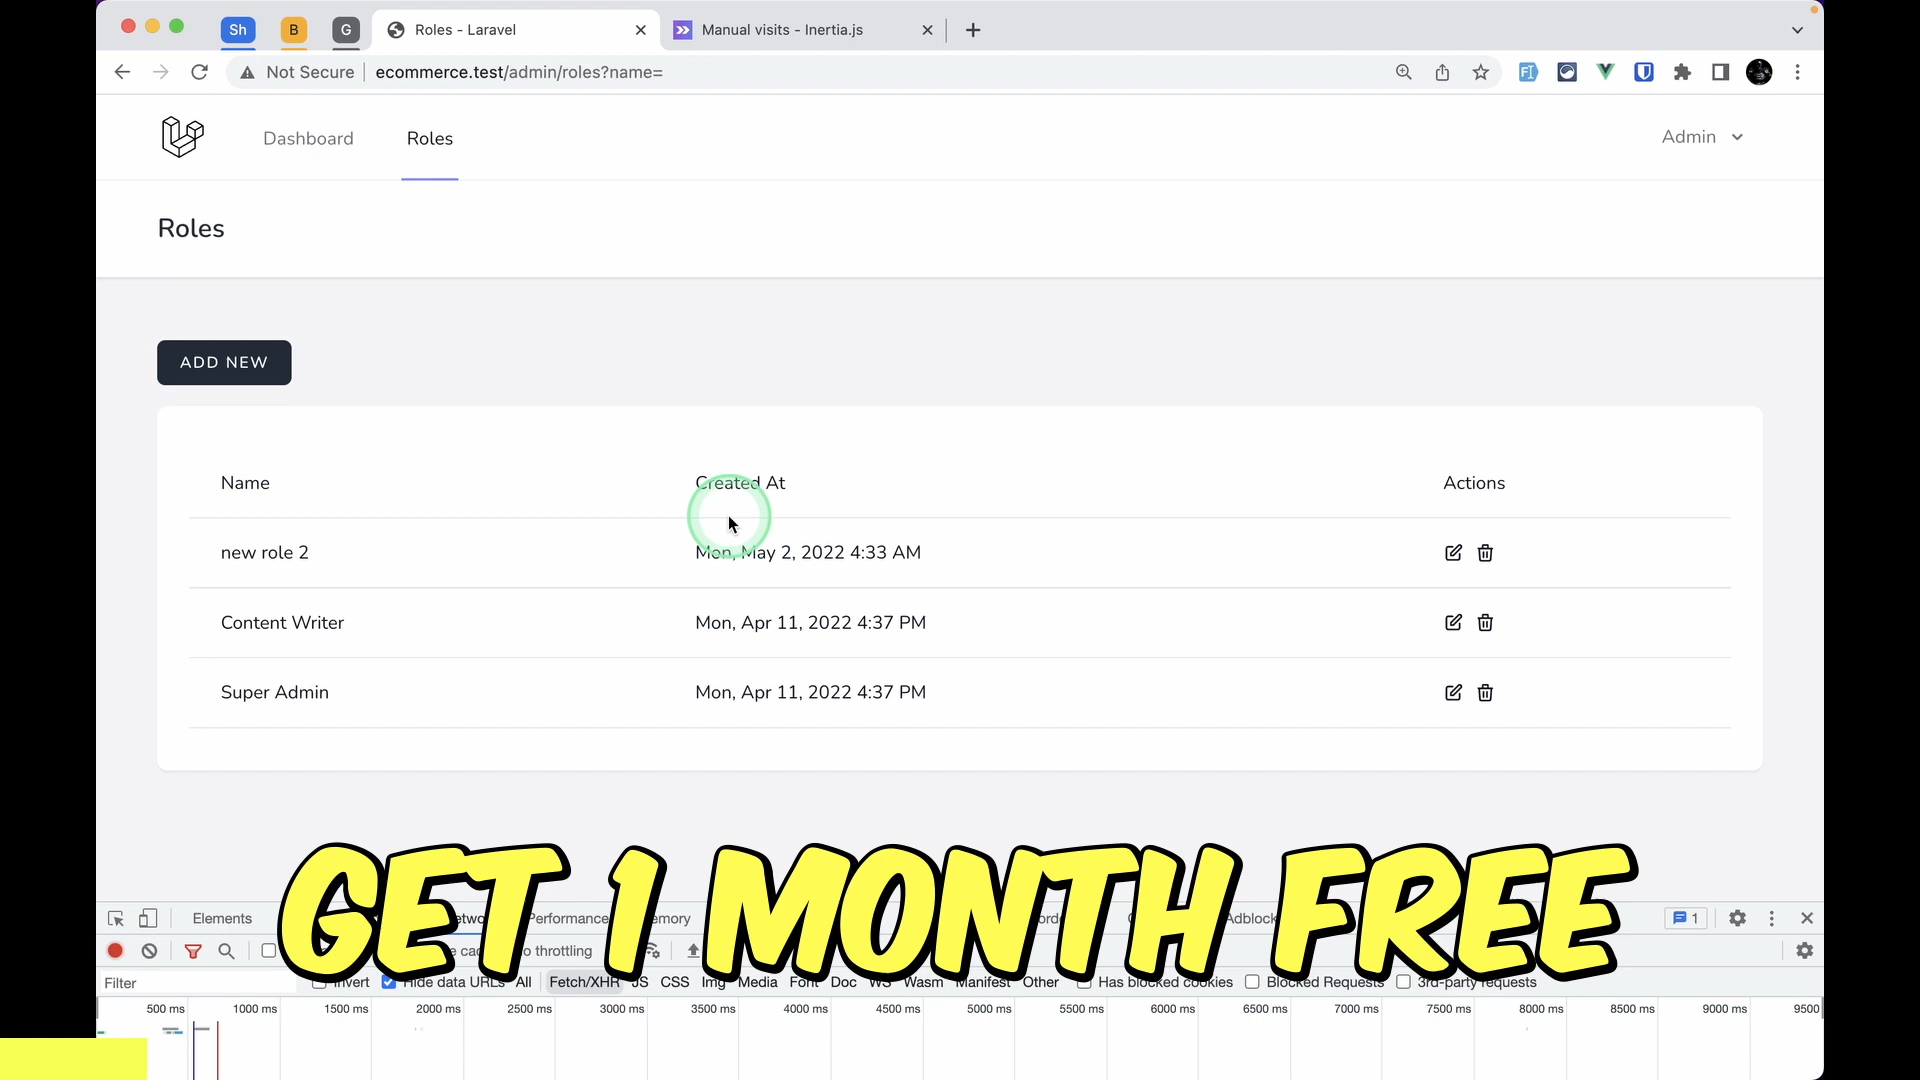 Sh B G Roles - Laravel Manual visits - Inertia.js
Not Secure ecommerce.test/admin/roles?name=
Dashboard Roles Admin
Roles
ADD NEW
Name Created At Actions
new role 2 Mon, May 2, 2022 4:33 AM
Content Writer Mon, Apr 11, 2022 4:37 PM
Super Admin Mon, Apr 11, 2022 4:37 PM
GET 1 MONTH FREE
Elements Performance 1
throttling
Filter Invert Hide data URLs All Fetch/XHR JS CSS Img Media Font Doc WS Wasm Manifest Other Has blocked cookies Blocked Requests 3rd-party requests
500 ms 1000 ms 1500 ms 2000 ms 2500 ms 3000 ms 3500 ms 4000 ms 4500 ms 5000 ms 5500 ms 6000 ms 6500 ms 7000 ms 7500 ms 8000 ms 8500 ms 9000 ms 9500